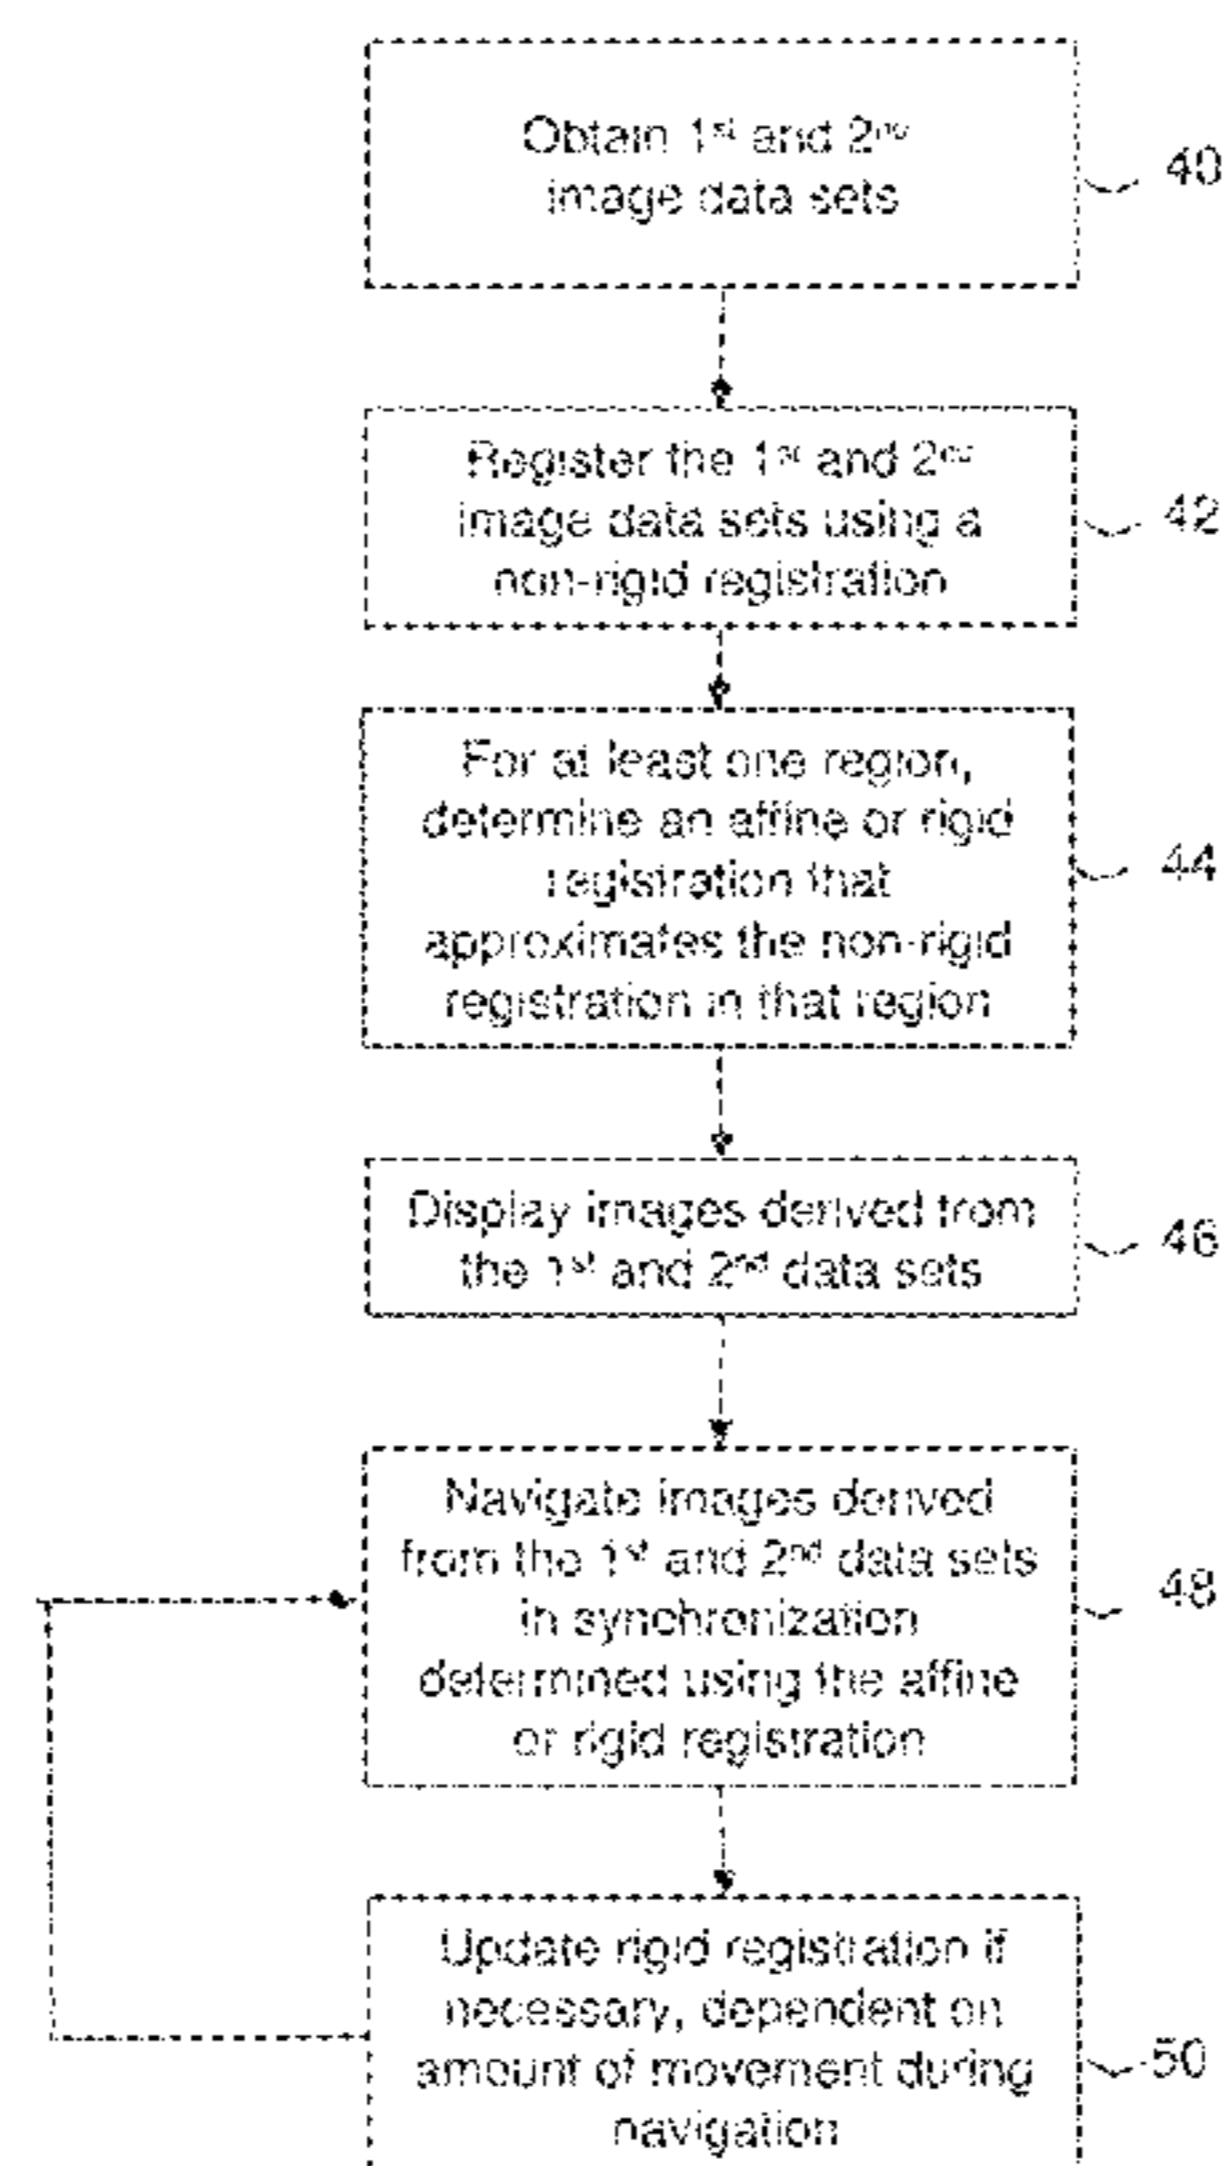 Obtain 1st and 2nd
image data sets
40
Register the 1st and 2nd
image data sets using a
non-rigid registration
42
For at least one region,
determine an affine or rigid
registration that
approximates the non-rigid
registration in that region
44
Display images derived from
the 1st and 2nd data sets
46
Navigate images derived
from the 1st and 2nd data sets
in synchronization
determined using the affine
or rigid registration
48
Update rigid registration if
necessary, dependent on
amount of movement during
navigation
50